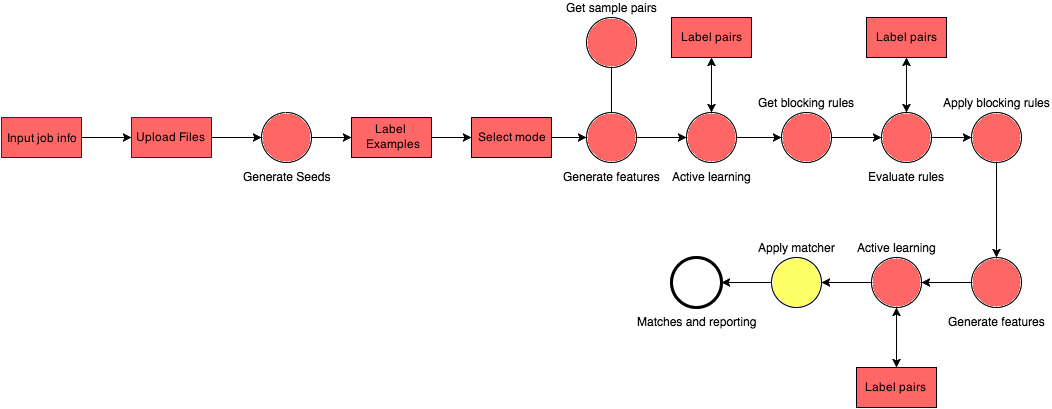 Get sample pairs
Label pairs
Label pairs
Get blocking rules
Apply blocking rules
Input job info
Upload Files
Label
Examples
Select mode
Generate Seeds
Generate features
Active learning
Evaluate rules
Apply matcher
Active learning
Matches and reporting
Generate features
Label pairs